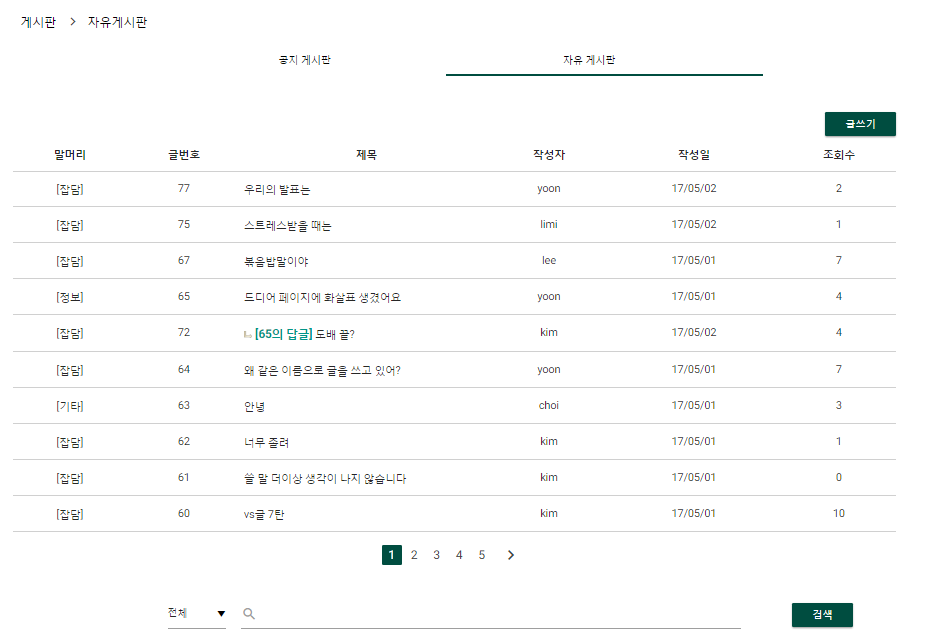 게시판 > 자유게시판
공지 게시판 자유 게시판
글쓰기
말머리 글번호 제목 작성자 작성일 조회수
[잡담] 77 우리의 발표는 yoon 17/05/02 2
[잡담] 75 스트레스받을 때는 limi 17/05/02 1
[잡담] 67 볶음밥말이야 lee 17/05/01 7
[정보] 65 드디어 페이지에 화살표 생겼어요 yoon 17/05/01 4
[잡담] 72 [65의 답글] 도배 끝? kim 17/05/02 4
[잡담] 64 왜 같은 이름으로 글을 쓰고 있어? yoon 17/05/01 7
[기타] 63 안녕 choi 17/05/01 3
[잡담] 62 너무 졸려 kim 17/05/01 1
[잡담] 61 쓸 말 더이상 생각이 나지 않습니다 kim 17/05/01 0
[잡담] 60 vs글 7탄 kim 17/05/01 10
1 2 3 4 5 >
전체 ▼ 검색